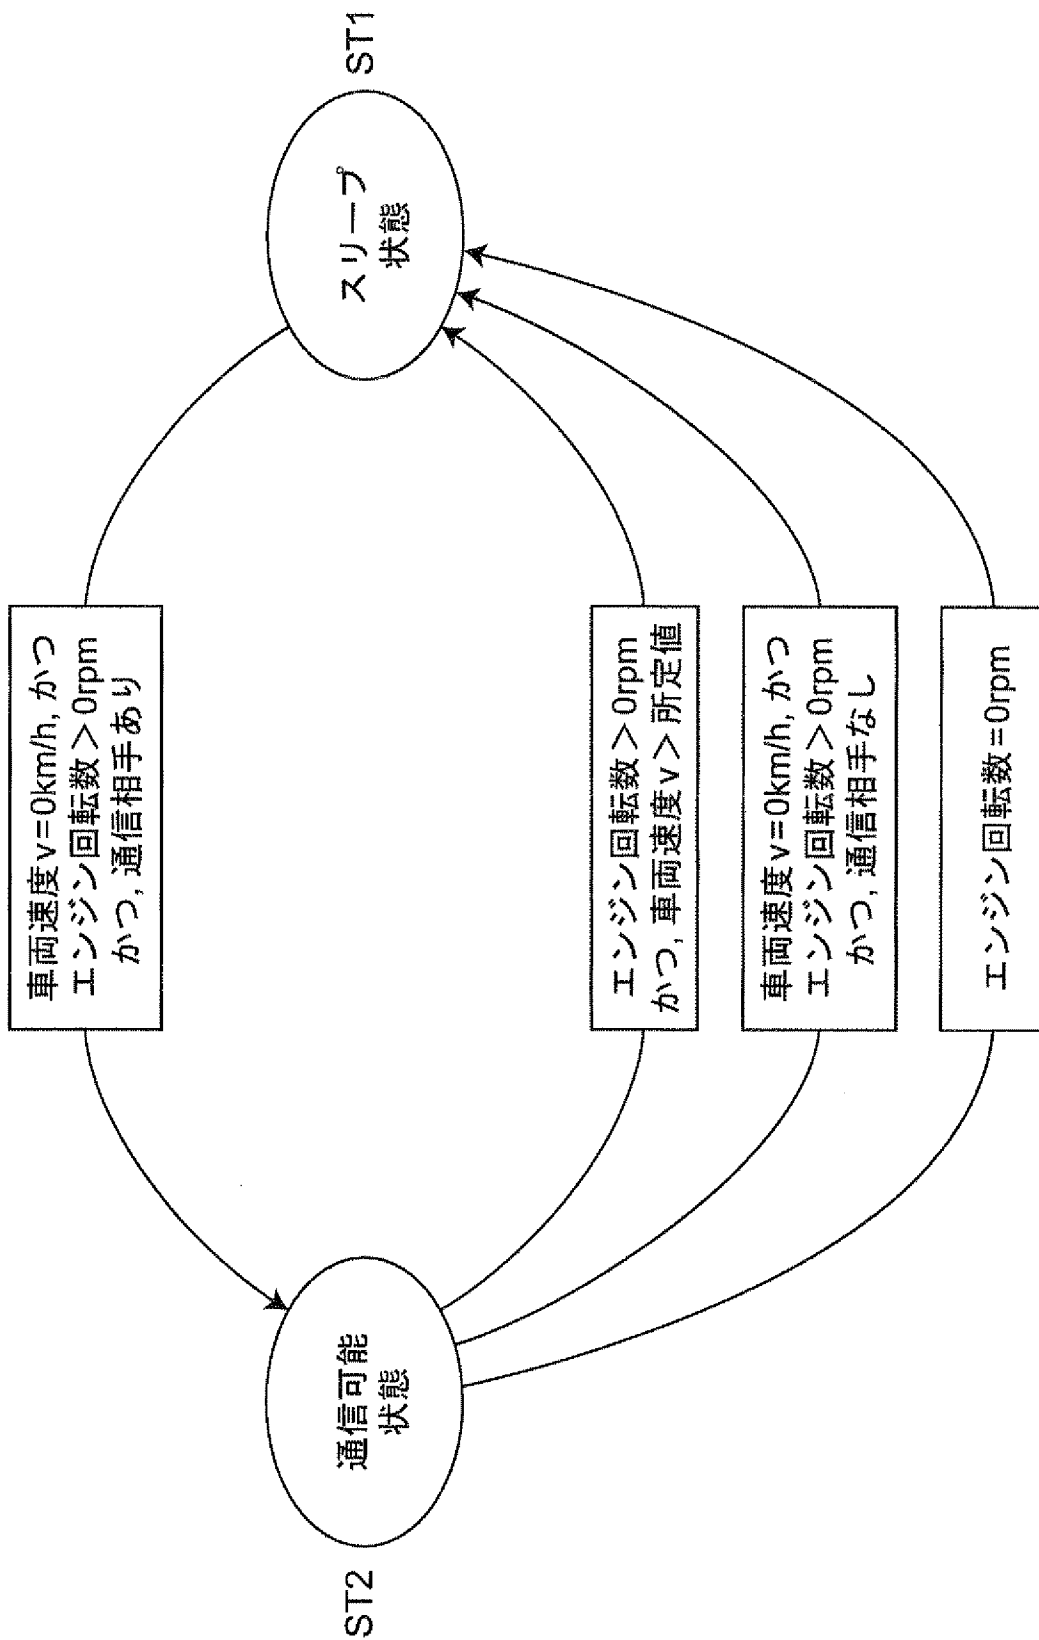 車両速度v=0km/h, かつ
エンジン回転数＞0rpm
かつ, 通信相手あり
ST2
通信可能
状態
スリープ
状態
ST1
エンジン回転数＞0rpm
かつ, 車両速度v＞所定値
車両速度v=0km/h, かつ
エンジン回転数＞0rpm
かつ, 通信相手なし
エンジン回転数=0rpm